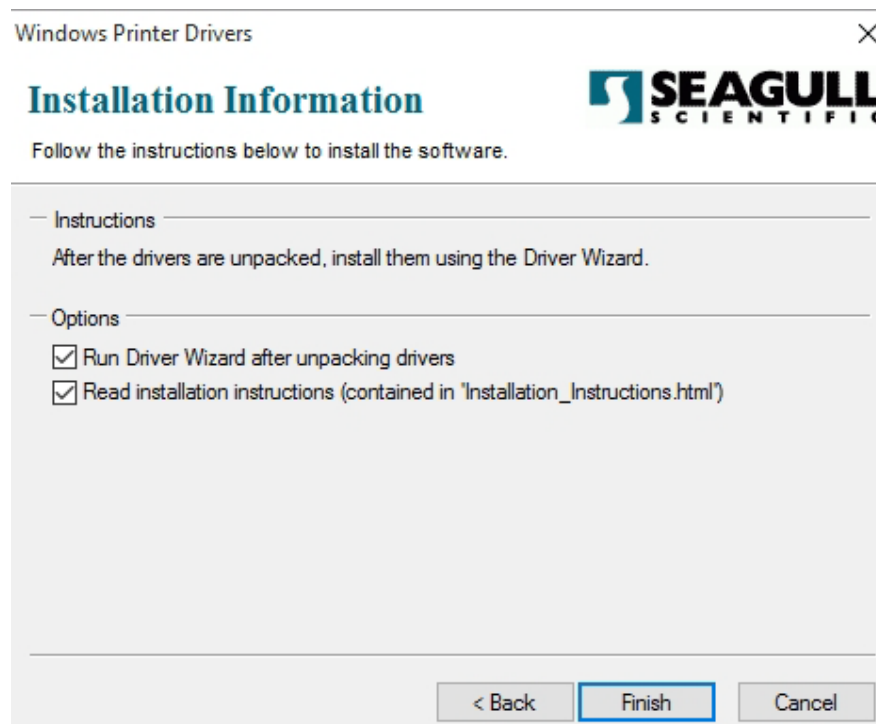 Windows Printer Drivers
Installation Information
SEAGULL
SCIENTIFIC
Follow the instructions below to install the software.
Instructions
After the drivers are unpacked, install them using the Driver Wizard.
Options
Run Driver Wizard after unpacking drivers
Read installation instructions (contained in 'Installation_Instructions.html')
< Back
Finish
Cancel